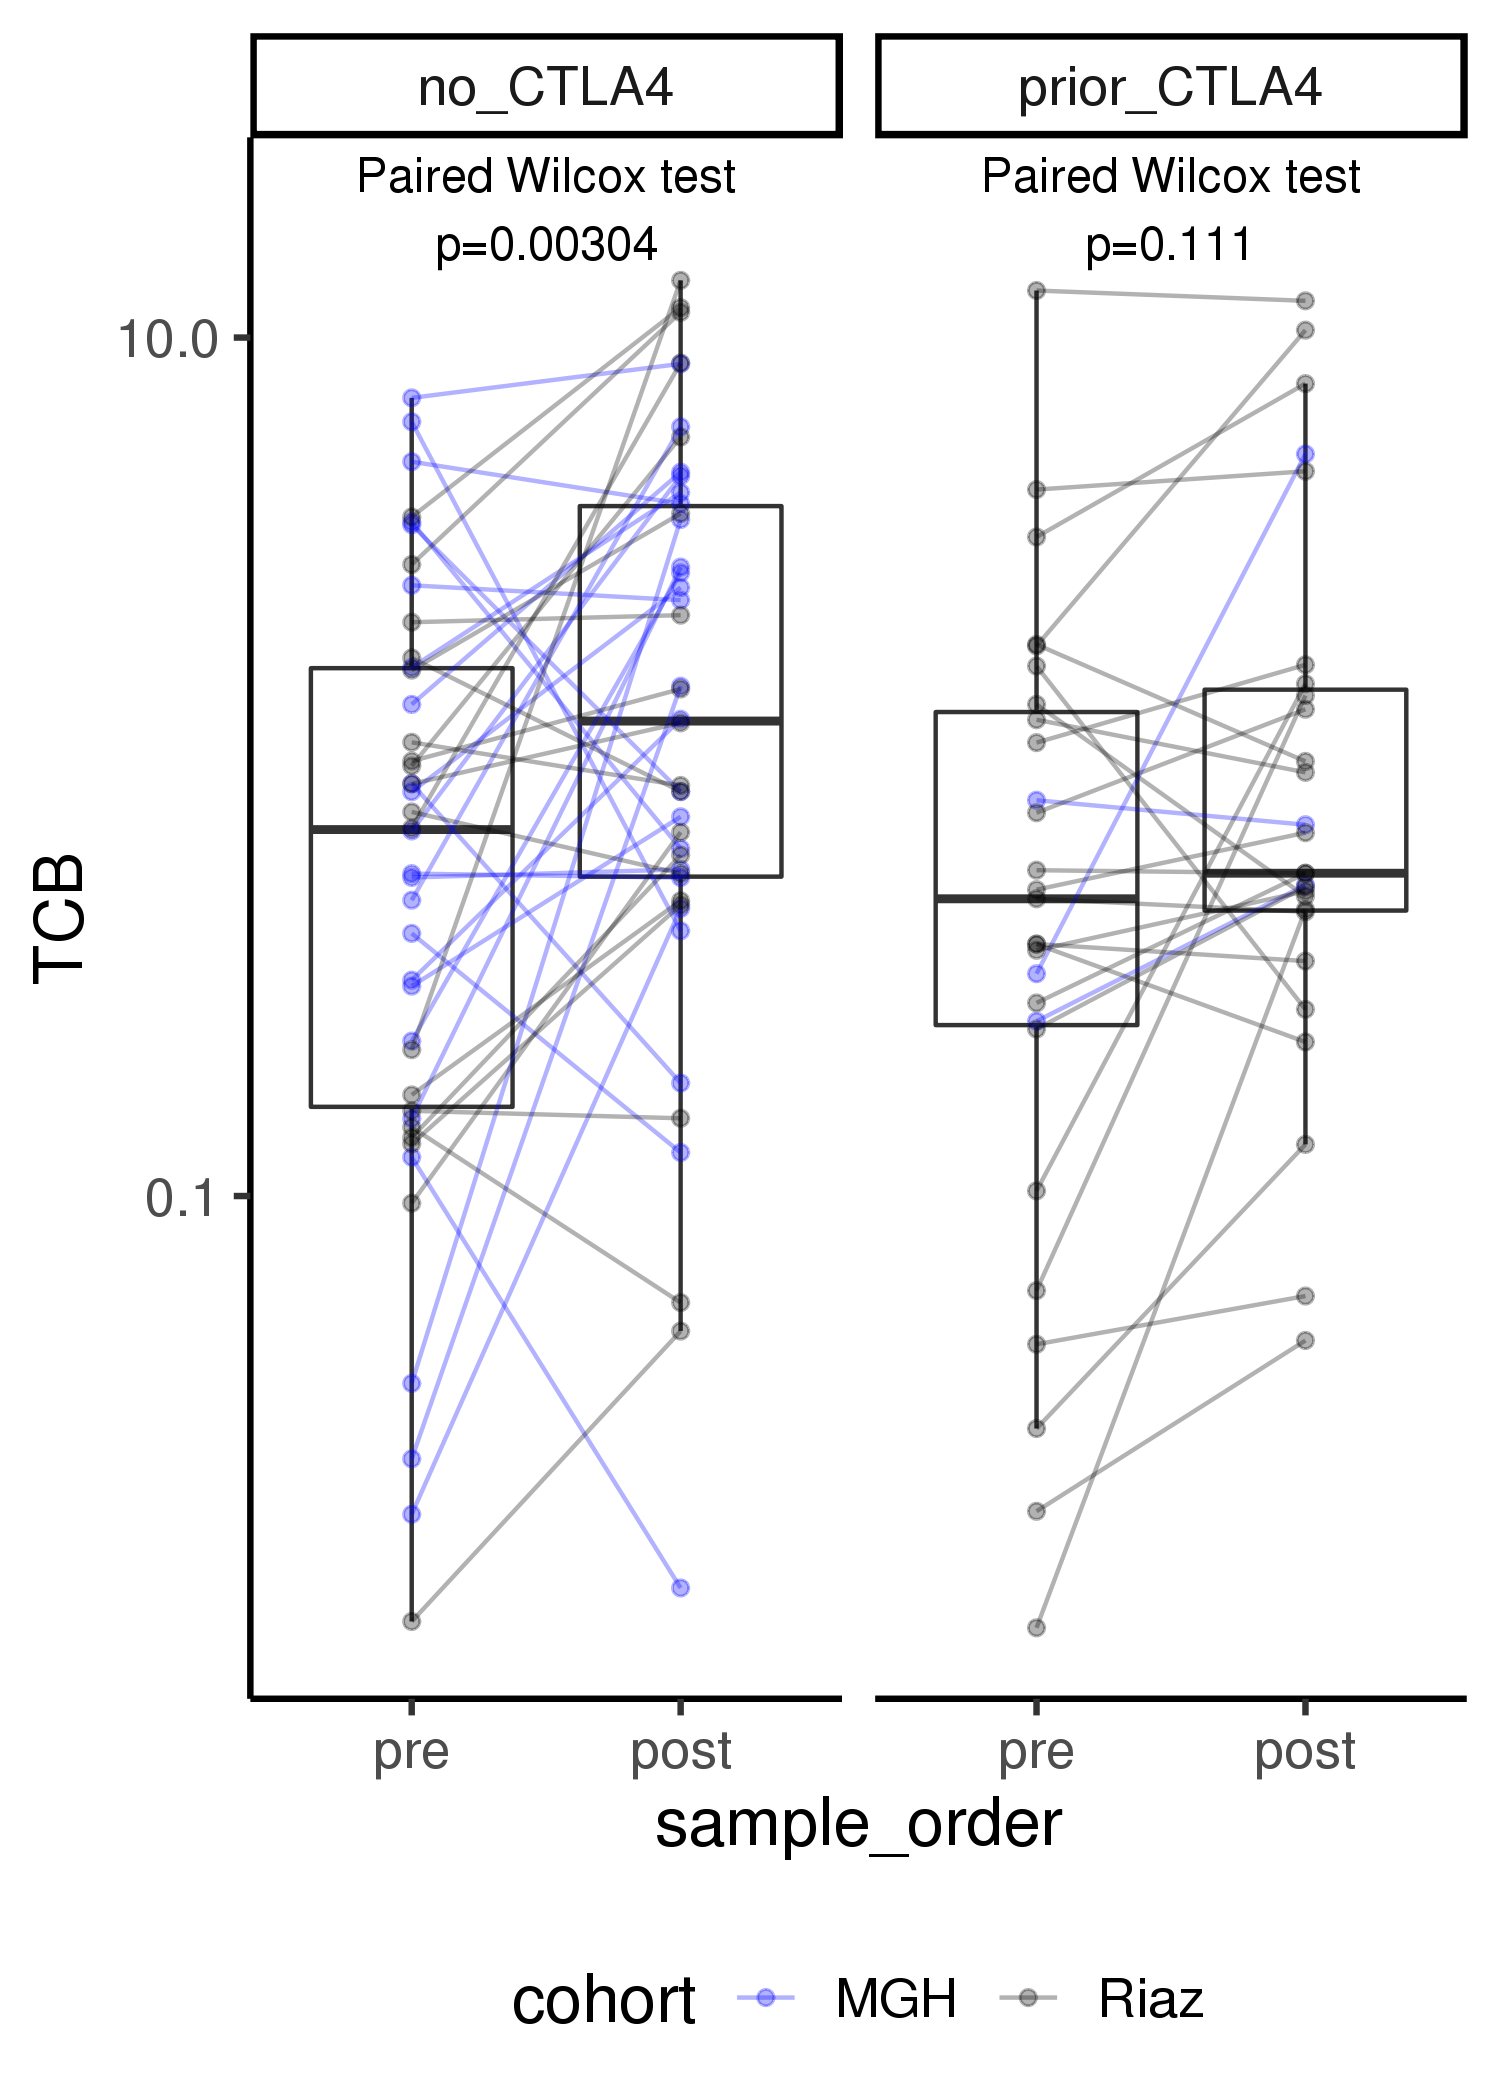 no_CTLA4
prior_CTLA4
Paired Wilcox test
p=0.00304
Paired Wilcox test
p=0.111
10.0
0.1
TCB
pre
post
pre
post
sample_order
cohort MGH Riaz